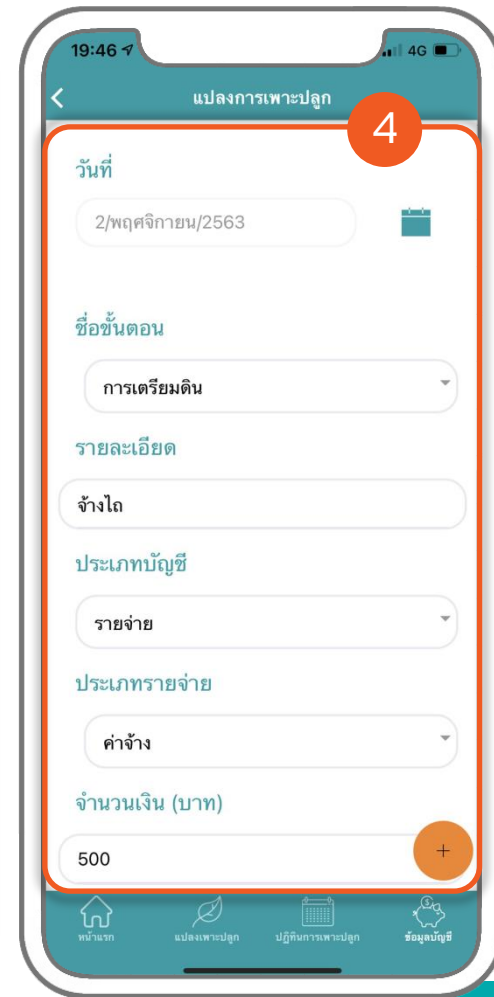 19:46
4G
แปลงการเพาะปลูก
4
วันที่
2/พฤศจิกายน/2563
ชื่อขั้นตอน
การเตรียมดิน
รายละเอียด
จ้างไถ
ประเภทบัญชี
รายจ่าย
ประเภทรายจ่าย
ค่าจ้าง
จำนวนเงิน (บาท)
500
+
หน้าแรก
แปลงเพาะปลูก
ปฏิทินการเพาะปลูก
ข้อมูลบัญชี